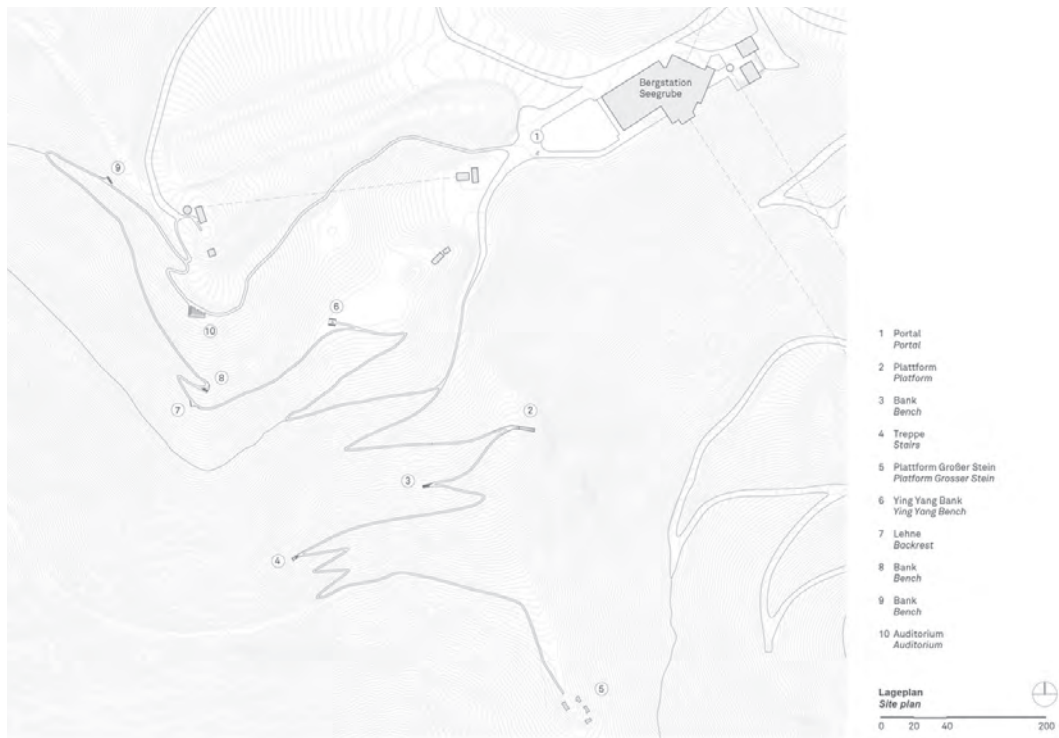 Bergstation
Seegrube
1
9
6
10
8
7
2
3
4
5
1 Portal
Portal
2 Plattform
Platform
3 Bank
Bench
4 Treppe
Stairs
5 Plattform Großer Stein
Platform Grosser Stein
6 Ying Yang Bank
Ying Yang Bench
7 Lehne
Backrest
8 Bank
Bench
9 Bank
Bench
10 Auditorium
Auditorium
Lageplan
Site plan
0 20 40 200